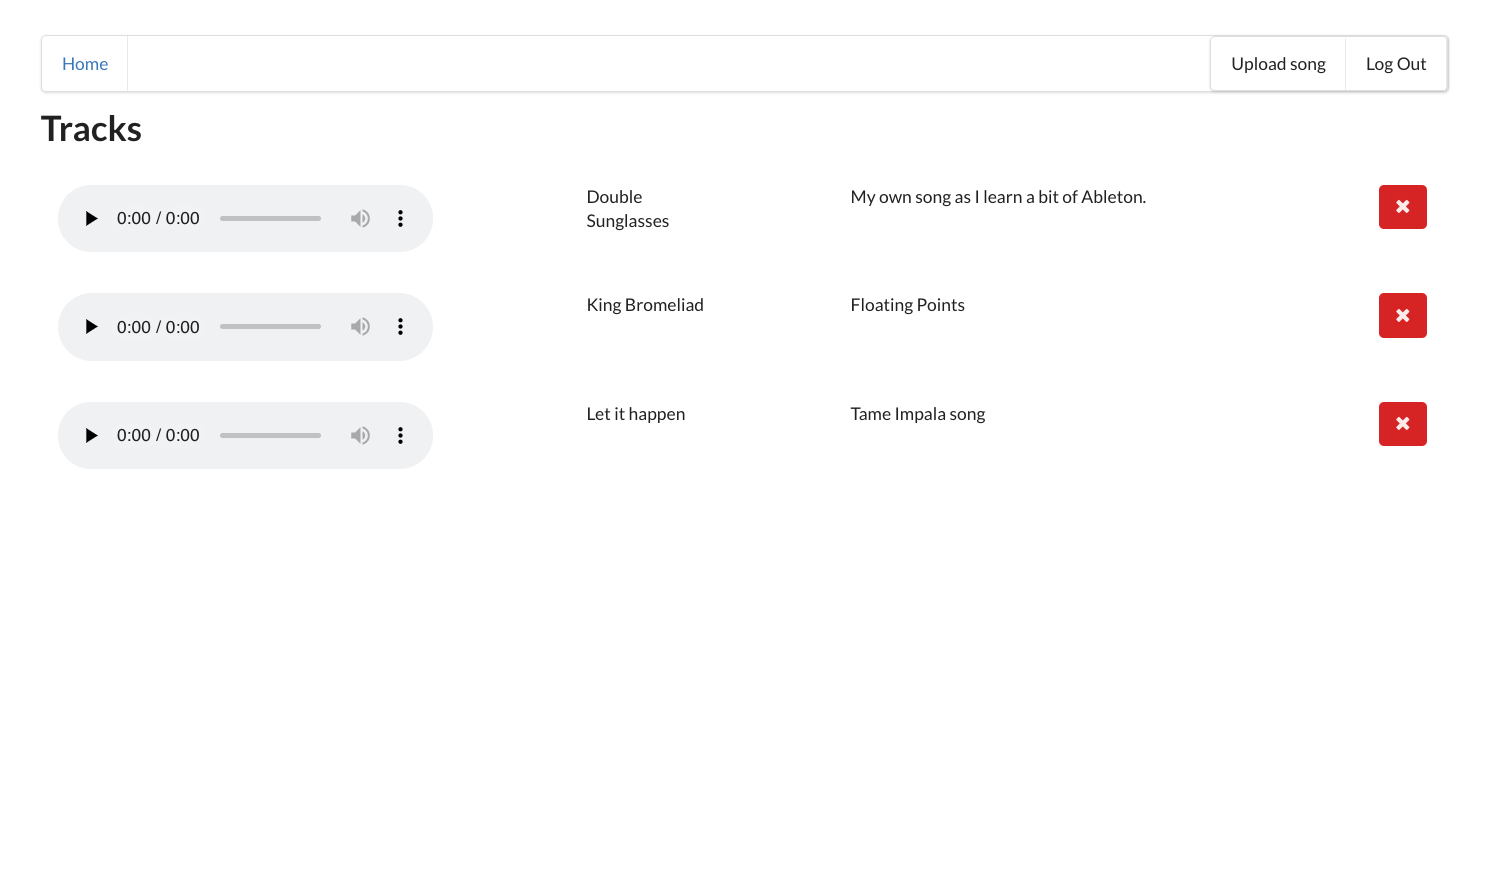 Home
Upload song
Log Out
Tracks
0:00 / 0:00
Double
Sunglasses
My own song as I learn a bit of Ableton.
0:00 / 0:00
King Bromeliad
Floating Points
0:00 / 0:00
Let it happen
Tame Impala song